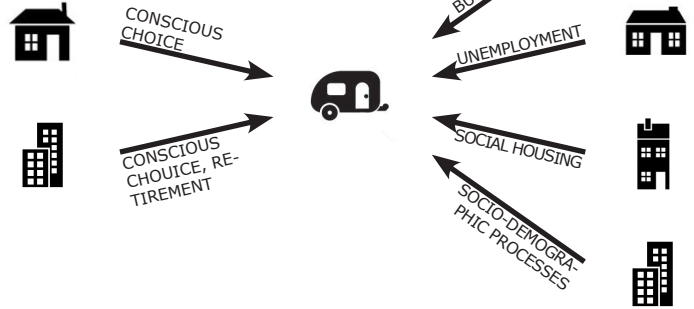 CONSCIOUS
CHOICE
CONSCIOUS
CHOUICE, RE-
TIREMENT
UNEMPLOYMENT
SOCIAL HOUSING
SOCIO-DEMOGRA-
PHIC PROCESSES